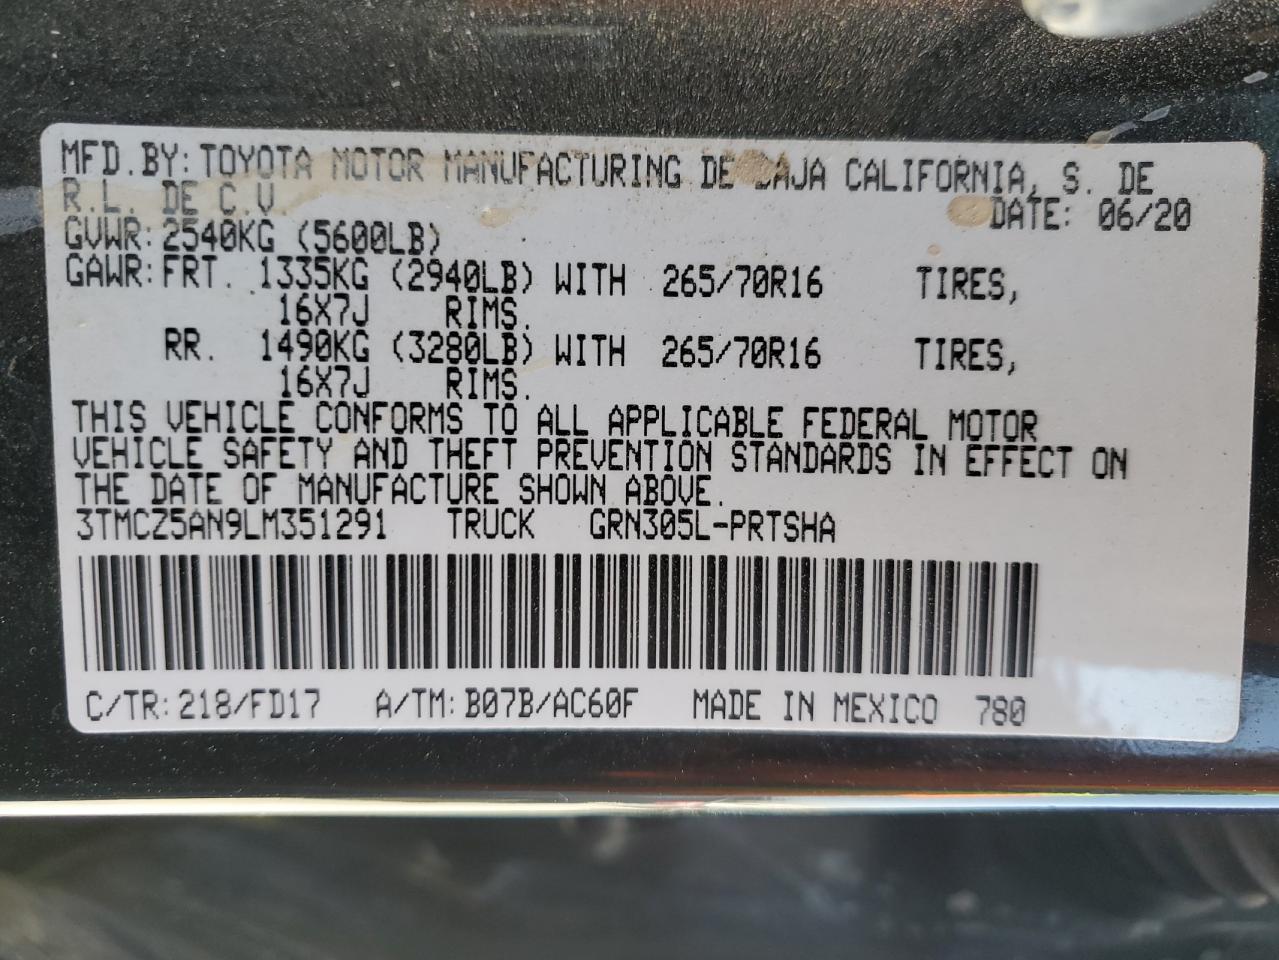 MFD.BY: TOYOTA MOTOR MANUFACTURING DE BAJA CALIFORNIA, S. DE
R.L. DE C.V. DATE: 06/20
GVWR: 2540KG (5600LB)
GAWR: FRT. 1335KG (2940LB) WITH 265/70R16 TIRES,
16X7J RIMS.
RR. 1490KG (3280LB) WITH 265/70R16 TIRES,
16X7J RIMS.
THIS VEHICLE CONFORMS TO ALL APPLICABLE FEDERAL MOTOR
VEHICLE SAFETY AND THEFT PREVENTION STANDARDS IN EFFECT ON
THE DATE OF MANUFACTURE SHOWN ABOVE.
3TMCZ5AN9LM351291 TRUCK GRN305L-PRTSHA
C/TR: 218/FD17 A/TM: B07B/AC60F MADE IN MEXICO 780